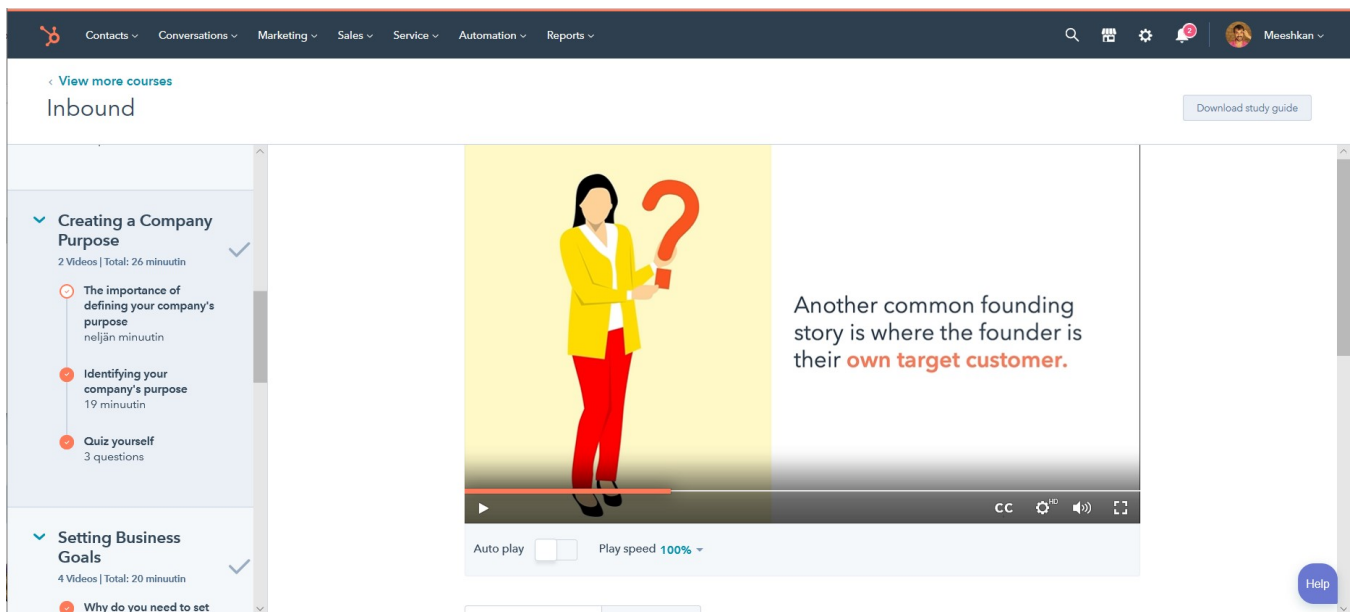 Contacts
Conversations
Marketing
Sales
Service
Automation
Reports
2
Meeshkan
View more courses
Inbound
Download study guide
Creating a Company
Purpose
2 Videos | Total: 26 minuutin
The importance of
defining your company's
purpose
neljän minuutin
Identifying your
company's purpose
19 minuutin
Quiz yourself
3 questions
Setting Business
Goals
4 Videos | Total: 20 minuutin
Why do you need to set
Another common founding
story is where the founder is
their own target customer.
CC
HD
Auto play
Play speed 100%
Help